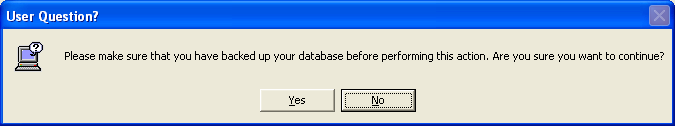 User Question?
Please make sure that you have backed up your database before performing this action. Are you sure you want to continue?
Yes
No